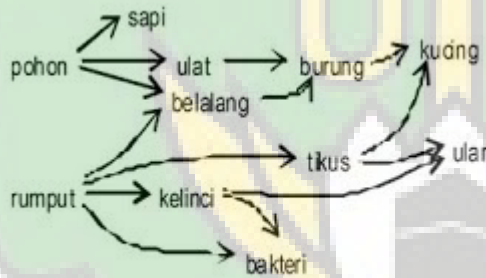 sapi
pohon ulat burung kucing
belalang
tikus ular
rumput kelinci
bakteri